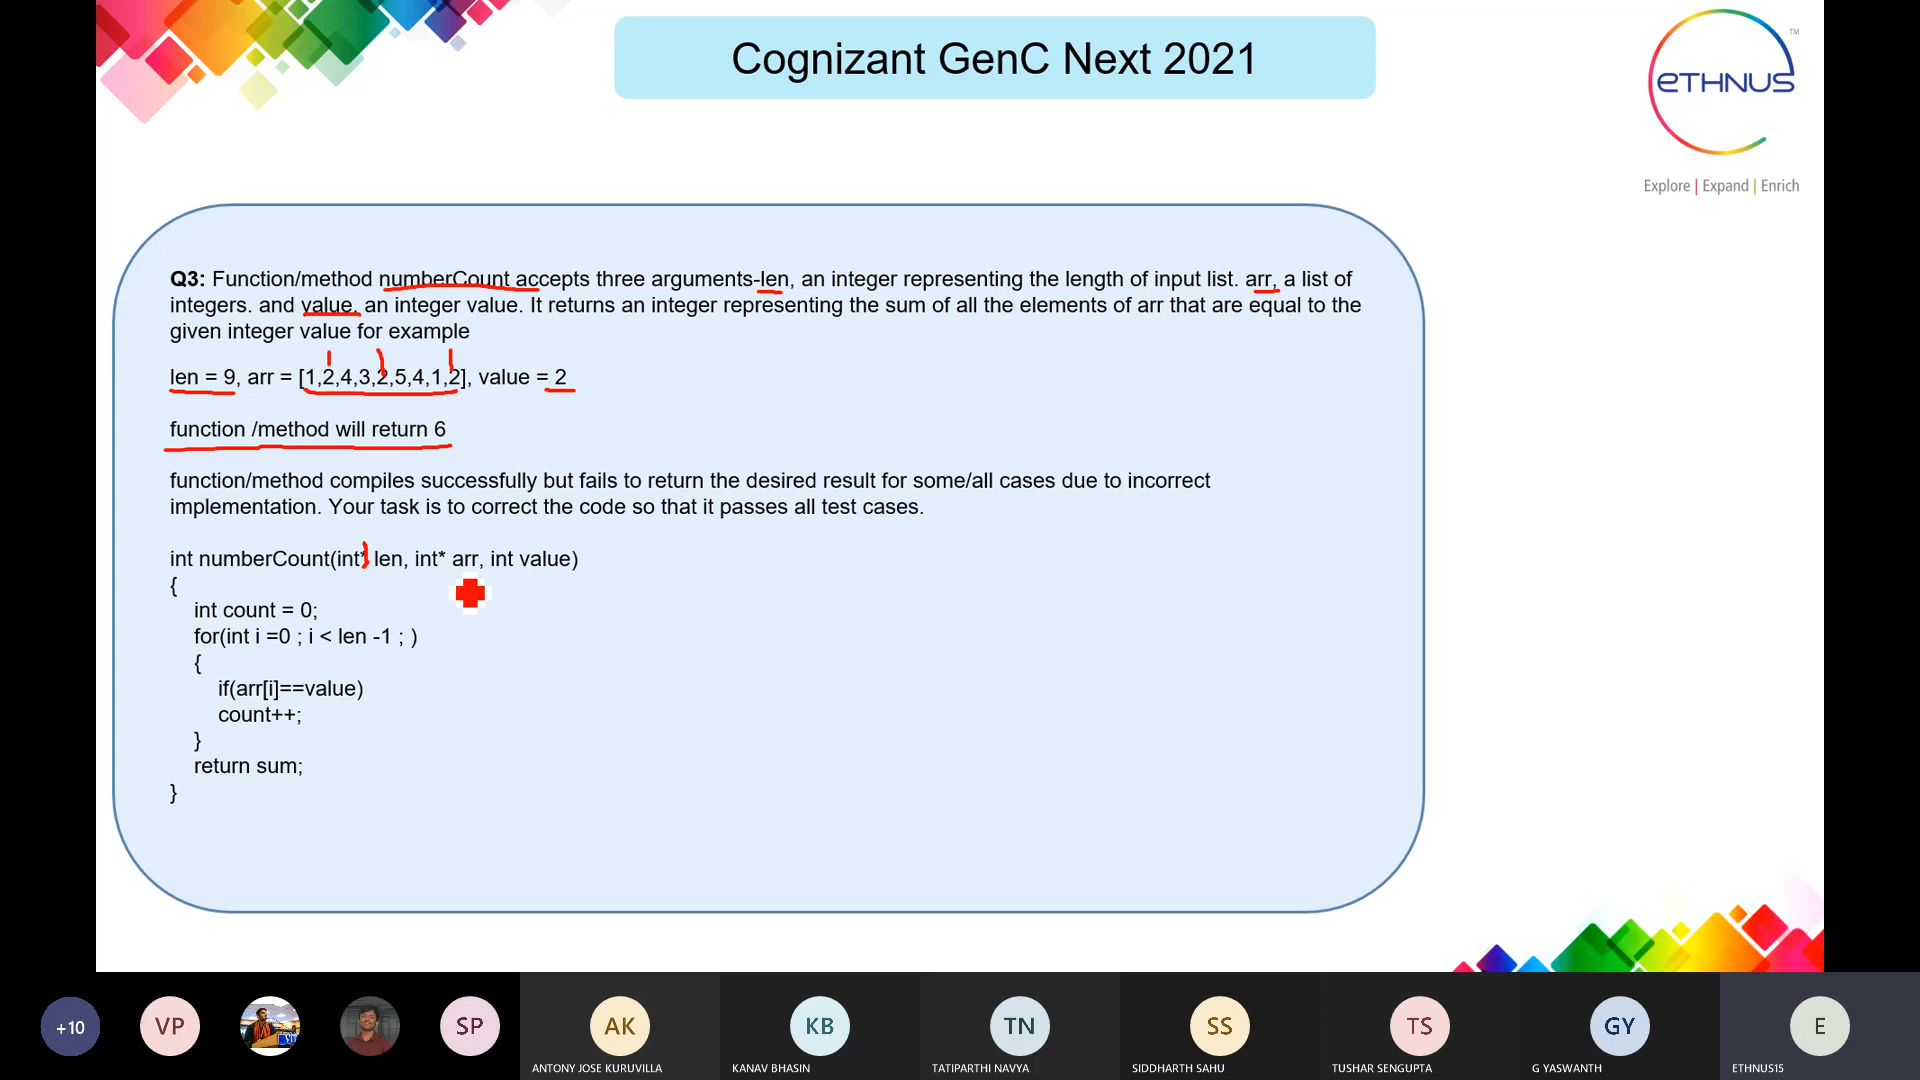 Cognizant GenC Next 2021
eTHNUS
TM
Explore | Expand | Enrich
Q3: Function/method numberCount accepts three arguments-len, an integer representing the length of input list. arr, a list of
integers. and value, an integer value. It returns an integer representing the sum of all the elements of arr that are equal to the
given integer value for example
len = 9, arr = [1,2,4,3,2,5,4,1,2], value = 2
function /method will return 6
function/method compiles successfully but fails to return the desired result for some/all cases due to incorrect
implementation. Your task is to correct the code so that it passes all test cases.
int numberCount(int* len, int* arr, int value)
{
int count = 0;
for(int i =0 ; i < len -1 ; )
{
if(arr[i]==value)
count++;
}
return sum;
}
+10
VP
SP
AK
KB
TN
SS
TS
GY
E
ANTONY JOSE KURUVILLA
KANAV BHASIN
TATIPARTHI NAVYA
SIDDHARTH SAHU
TUSHAR SENGUPTA
G YASWANTH
ETHNUS15